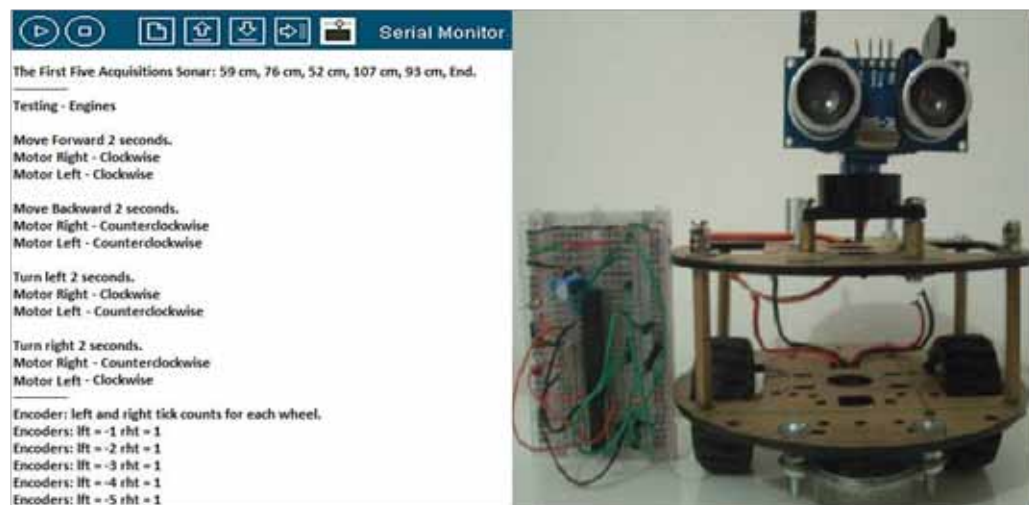 Serial Monitor
The First Five Acquisitions Sonar: 59 cm, 76 cm, 52 cm, 107 cm, 93 cm, End.
Testing - Engines
Move Forward 2 seconds.
Motor Right - Clockwise
Motor Left - Clockwise
Move Backward 2 seconds.
Motor Right - Counterclockwise
Motor Left - Counterclockwise
Turn left 2 seconds.
Motor Right - Clockwise
Motor Left - Counterclockwise
Turn right 2 seconds.
Motor Right - Counterclockwise
Motor Left - Clockwise
Encoder: left and right tick counts for each wheel.
Encoders: lft = -1 rht = 1
Encoders: lft = -2 rht = 1
Encoders: lft = -3 rht = 1
Encoders: lft = -4 rht = 1
Encoders: lft = -5 rht = 1